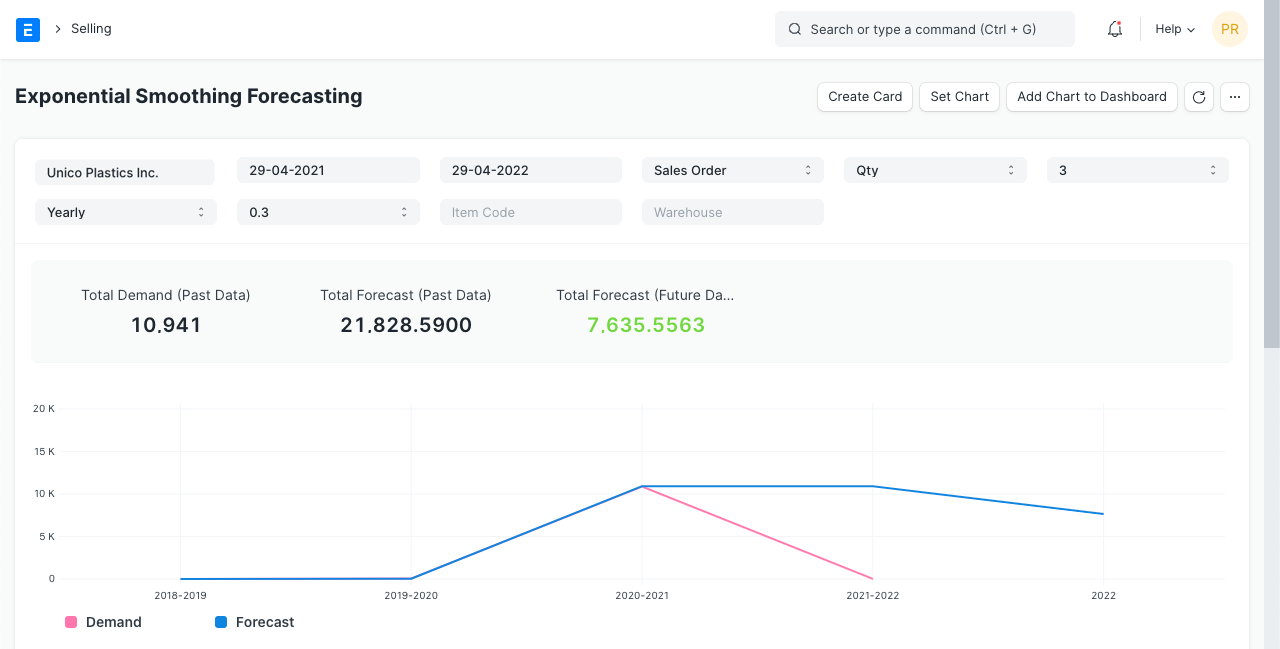 E Selling Search or type a command (Ctrl + G) Help PR
Exponential Smoothing Forecasting Create Card Set Chart Add Chart to Dashboard ...
Unico Plastics Inc. 29-04-2021 29-04-2022 Sales Order Qty 3
Yearly 0.3 Item Code Warehouse
Total Demand (Past Data) Total Forecast (Past Data) Total Forecast (Future Da...
10,941 21,828.5900 7,635.5563
20 K
15 K
10 K
5 K
0
2018-2019 2019-2020 2020-2021 2021-2022 2022
Demand Forecast